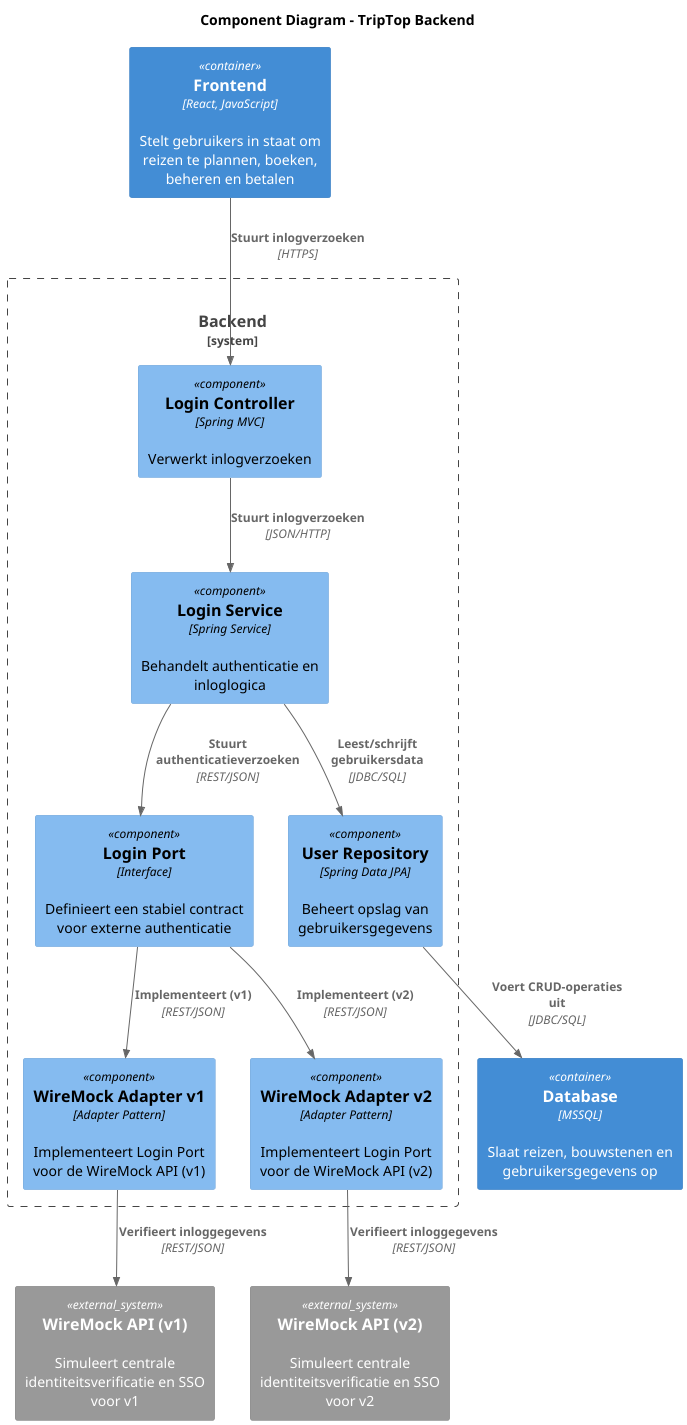 Component Diagram - TripTop Backend
«container»
Frontend
[React, JavaScript]
Stelt gebruikers in staat om
reizen te plannen, boeken,
beheren en betalen
Stuurt inlogverzoeken
[HTTPS]
Backend
[system]
«component»
Login Controller
[Spring MVC]
Verwerkt inlogverzoeken
Stuurt inlogverzoeken
[JSON/HTTP]
«component»
Login Service
[Spring Service]
Behandelt authenticatie en
inloglogica
Stuurt
authenticatieverzoeken
[REST/JSON]
Leest/schrijft
gebruikersdata
[JDBC/SQL]
«component»
Login Port
[Interface]
Definieert een stabiel contract
voor externe authenticatie
«component»
User Repository
[Spring Data JPA]
Beheert opslag van
gebruikersgegevens
Implementeert (v1)
[REST/JSON]
Implementeert (v2)
[REST/JSON]
Voert CRUD-operaties
uit
[JDBC/SQL]
«component»
WireMock Adapter v1
[Adapter Pattern]
Implementeert Login Port
voor de WireMock API (v1)
«component»
WireMock Adapter v2
[Adapter Pattern]
Implementeert Login Port
voor de WireMock API (v2)
«container»
Database
[MSSQL]
Slaat reizen, bouwstenen en
gebruikersgegevens op
Verifieert inloggegevens
[REST/JSON]
Verifieert inloggegevens
[REST/JSON]
«external_system»
WireMock API (v1)
Simuleert centrale
identiteitsverificatie en SSO
voor v1
«external_system»
WireMock API (v2)
Simuleert centrale
identiteitsverificatie en SSO
voor v2